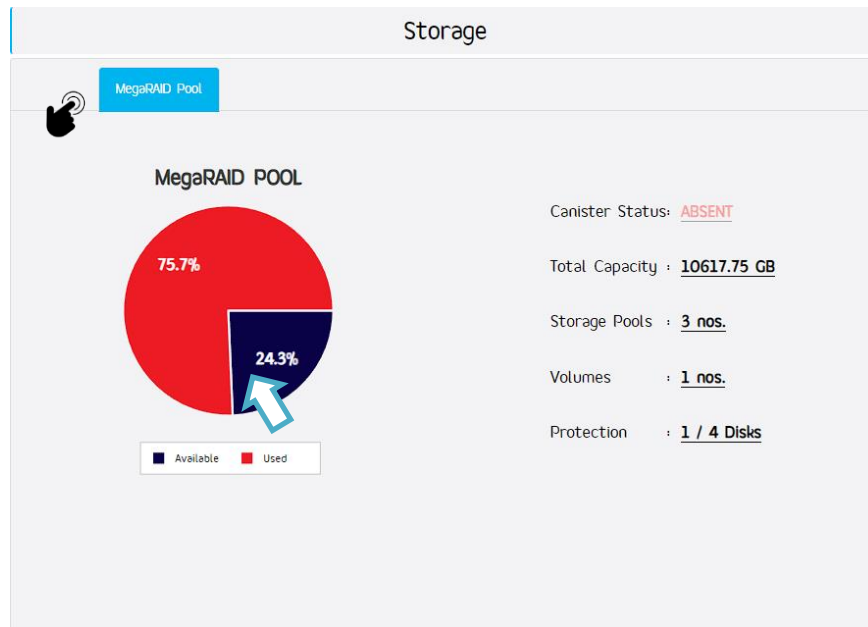 Storage
MegaRAID Pool
MegaRAID POOL
75.7%
24.3%
Available Used
Canister Status: ABSENT
Total Capacity : 10617.75 GB
Storage Pools : 3 nos.
Volumes : 1 nos.
Protection : 1 / 4 Disks